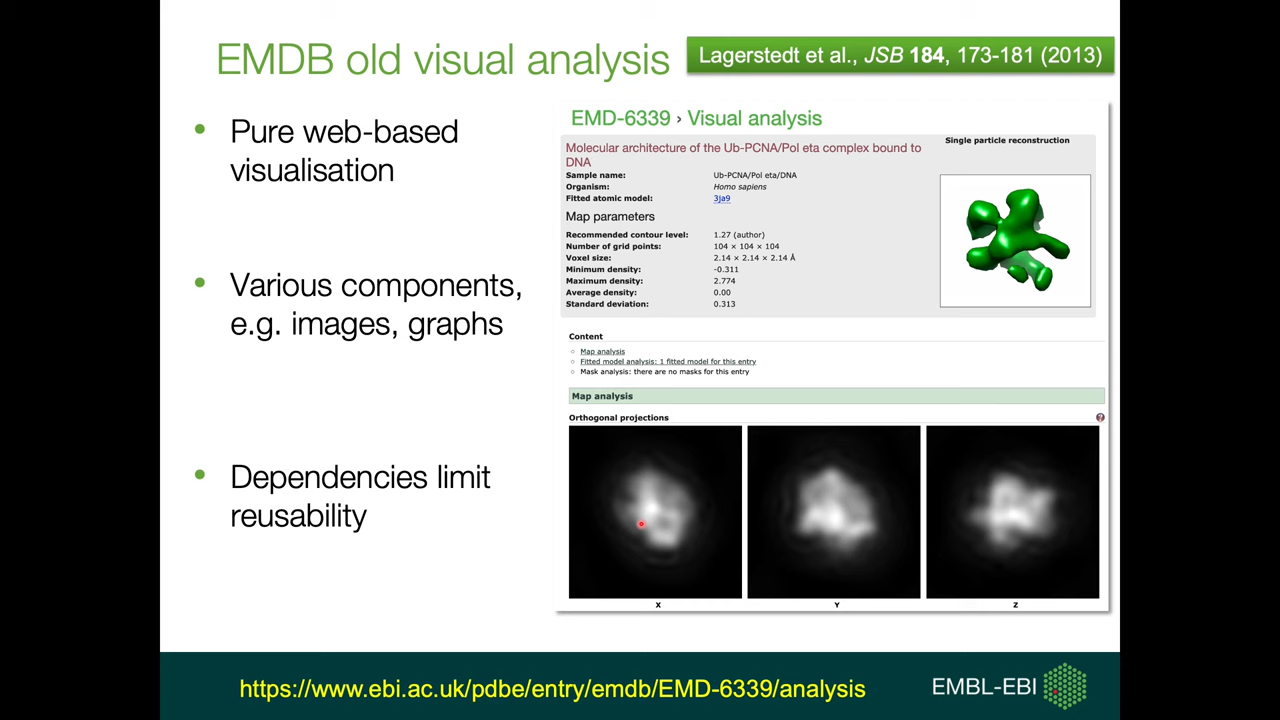 EMDB old visual analysis
Lagerstedt et al., JSB 184, 173-181 (2013)
• Pure web-based
visualisation
• Various components,
e.g. images, graphs
• Dependencies limit
reusability
EMD-6339 › Visual analysis
Molecular architecture of the Ub-PCNA/Pol eta complex bound to
DNA
Sample name: Ub-PCNA/Pol eta/DNA
Organism: Homo sapiens
Fitted atomic model: 3ja9
Map parameters
Recommended contour level: 1.27 (author)
Number of grid points: 104 × 104 × 104
Voxel size: 2.14 × 2.14 × 2.14 Å
Minimum density: -0.311
Maximum density: 2.774
Average density: 0.00
Standard deviation: 0.313
Single particle reconstruction
Content
Map analysis
Fitted model analysis: 1 fitted model for this entry
Mask analysis: there are no masks for this entry
Map analysis
Orthogonal projections
?
X Y Z
https://www.ebi.ac.uk/pdbe/entry/emdb/EMD-6339/analysis
EMBL-EBI